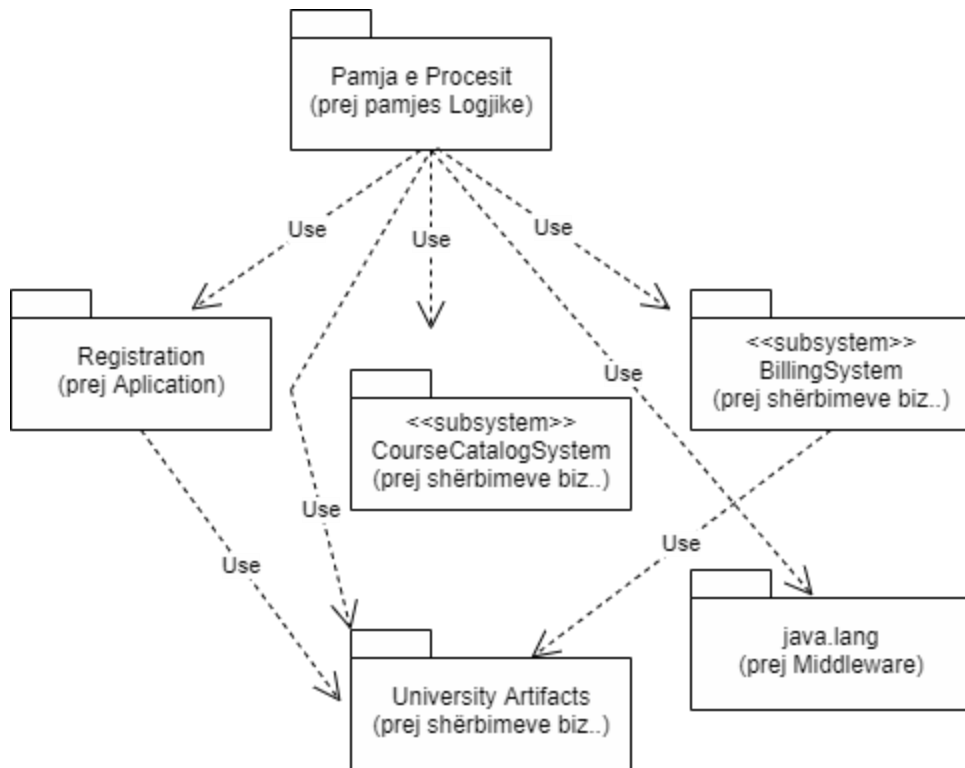 Pamja e Procesit
(prej pamjes Logjike)
Use
Use
Use
Registration
(prej Aplication)
<<subsystem>>
BillingSystem
(prej shërbimeve biz..)
Use
<<subsystem>>
CourseCatalogSystem
(prej shërbimeve biz..)
Use
Use
Use
University Artifacts
(prej shërbimeve biz..)
java.lang
(prej Middleware)